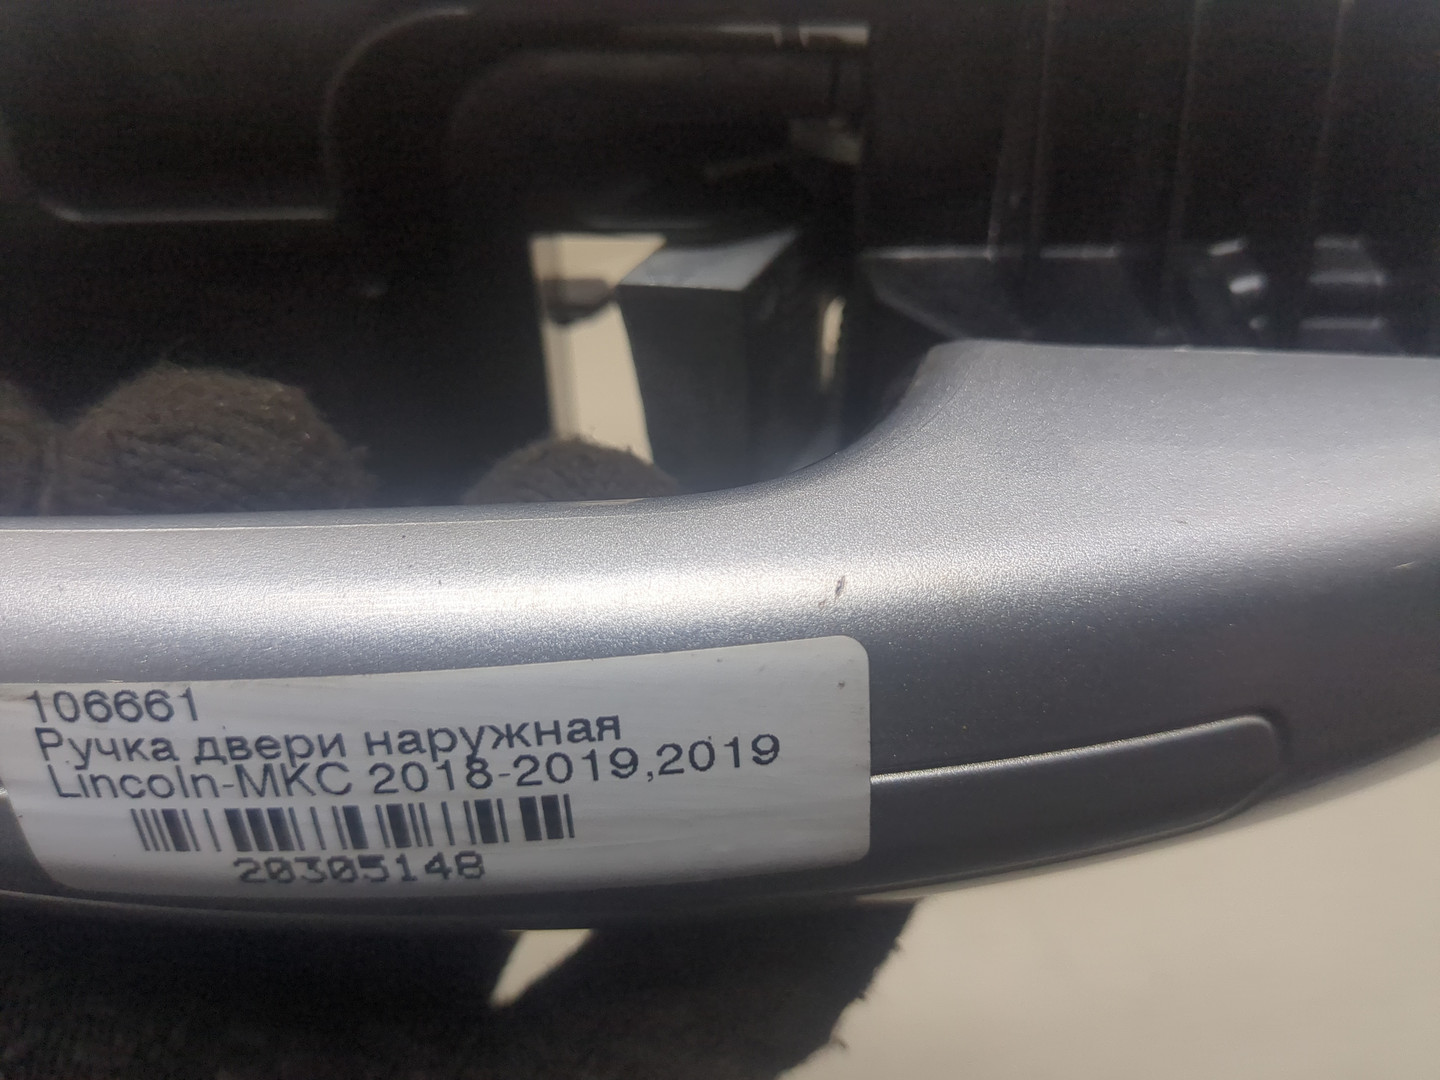 106661
Ручка двери наружная
Lincoln-MKC 2018-2019,2019
20305148